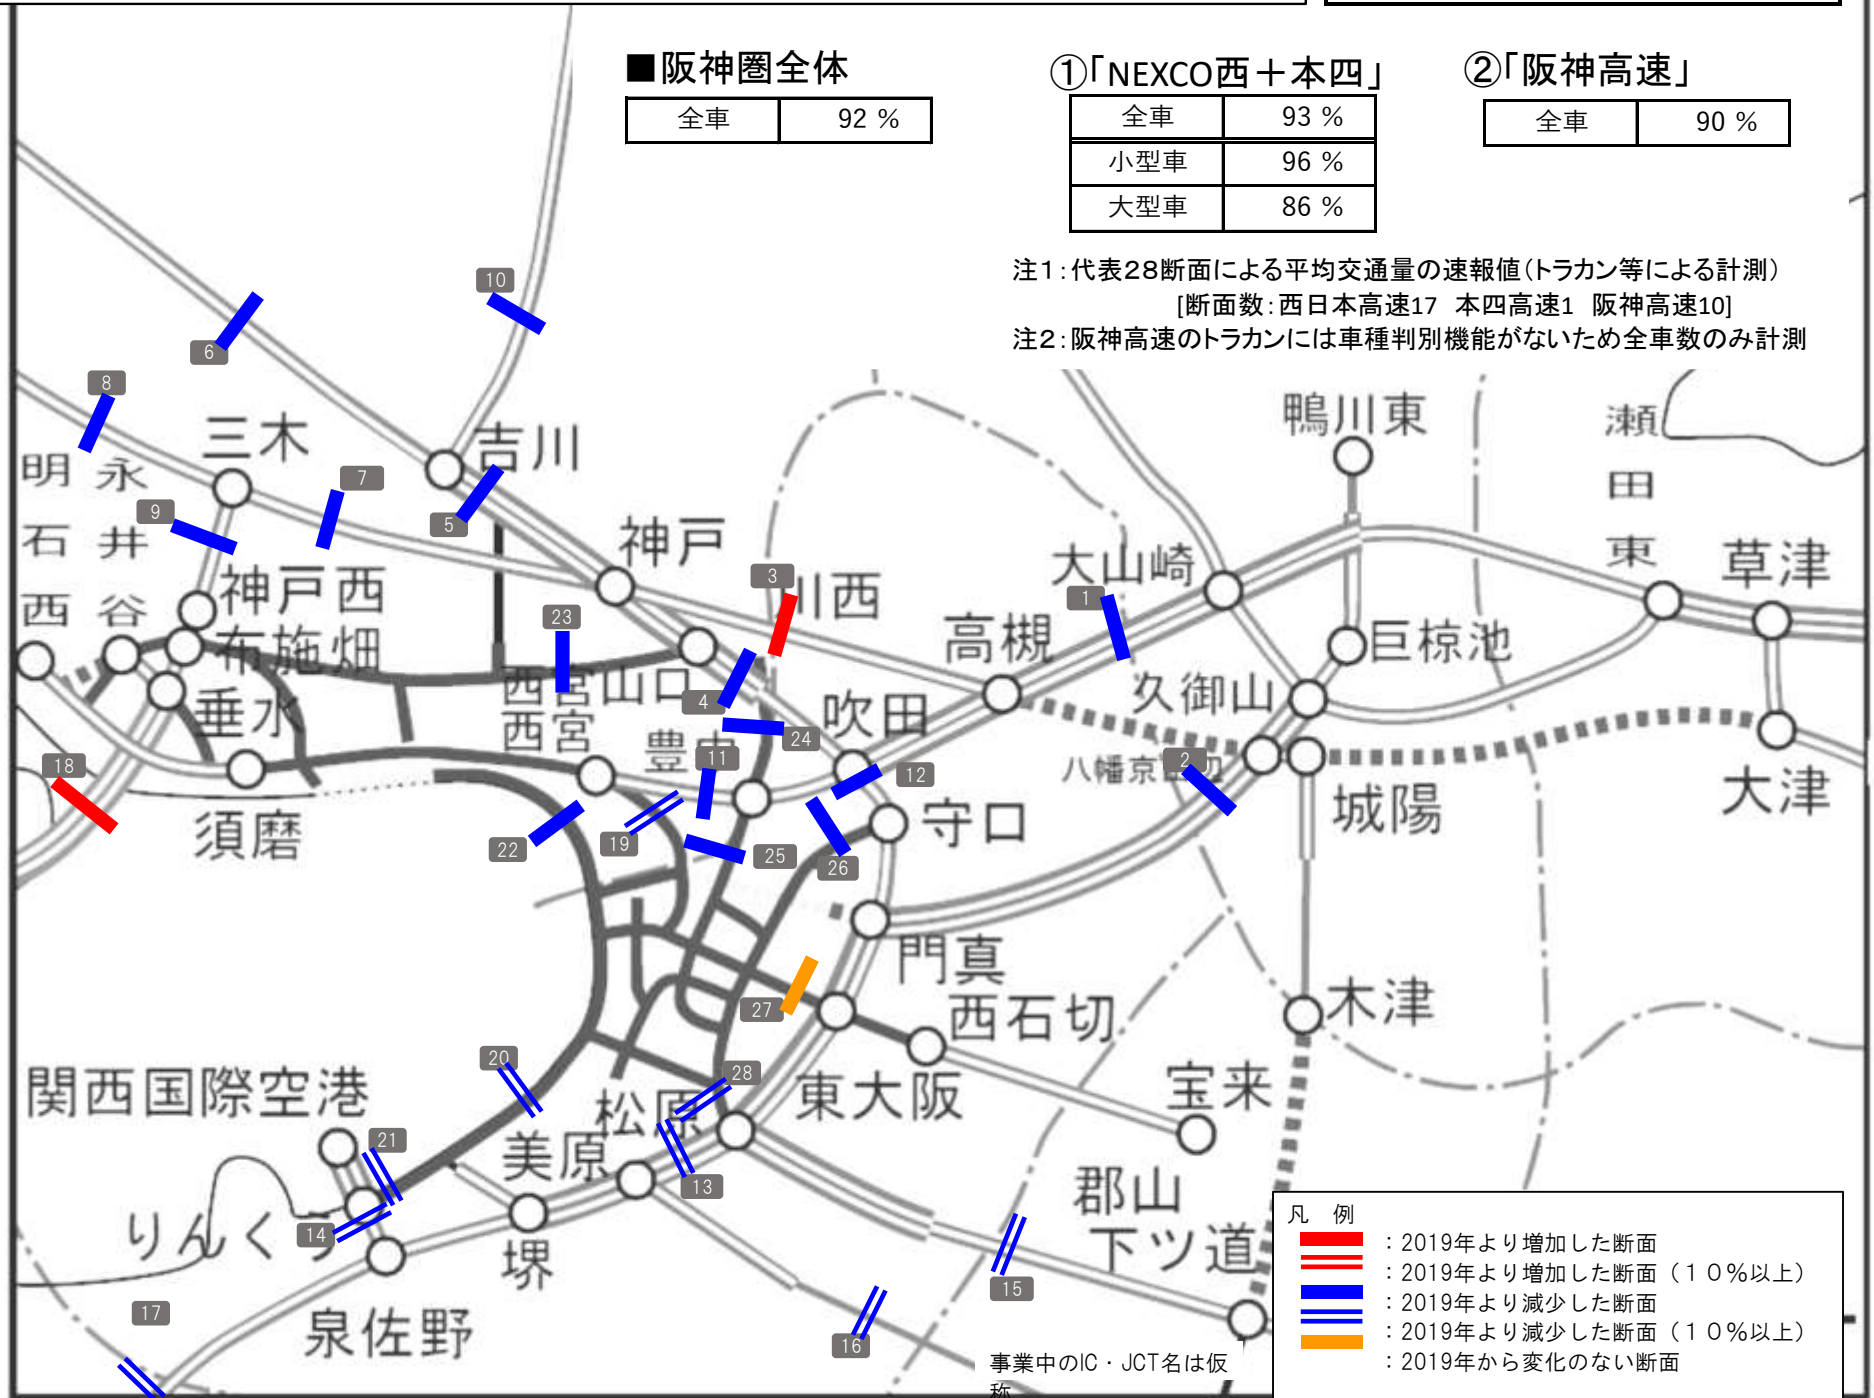 ■阪神圏全体
全車 92 %
①「NEXCO西＋本四」
全車 93 %
小型車 96 %
大型車 86 %
②「阪神高速」
全車 90 %
注１：代表２８断面による平均交通量の速報値（トラカン等による計測）
[断面数：西日本高速17 本四高速1 阪神高速10]
注２：阪神高速のトラカンには車種判別機能がないため全車数のみ計測
10
6
8
三木
吉川
7
9
5
明石西
永井谷
神戸西
布施畑
垂水
神戸
3
川西
1
大山崎
鴨川東
瀬田東
草津
23
西宮山口
西宮
4
高槻
巨椋池
久御山
吹田
24
豊中
11
12
2
八幡京田辺
城陽
大津
18
須磨
22
19
25
26
守口
門真
27
西石切
木津
20
28
東大阪
宝来
関西国際空港
松原
21
美原
13
郡山
下ツ道
りんくう
14
堺
15
17
泉佐野
16
事業中のIC・JCT名は仮
称
凡 例
：2019年より増加した断面
：2019年より増加した断面（１０％以上）
：2019年より減少した断面
：2019年より減少した断面（１０％以上）
：2019年から変化のない断面